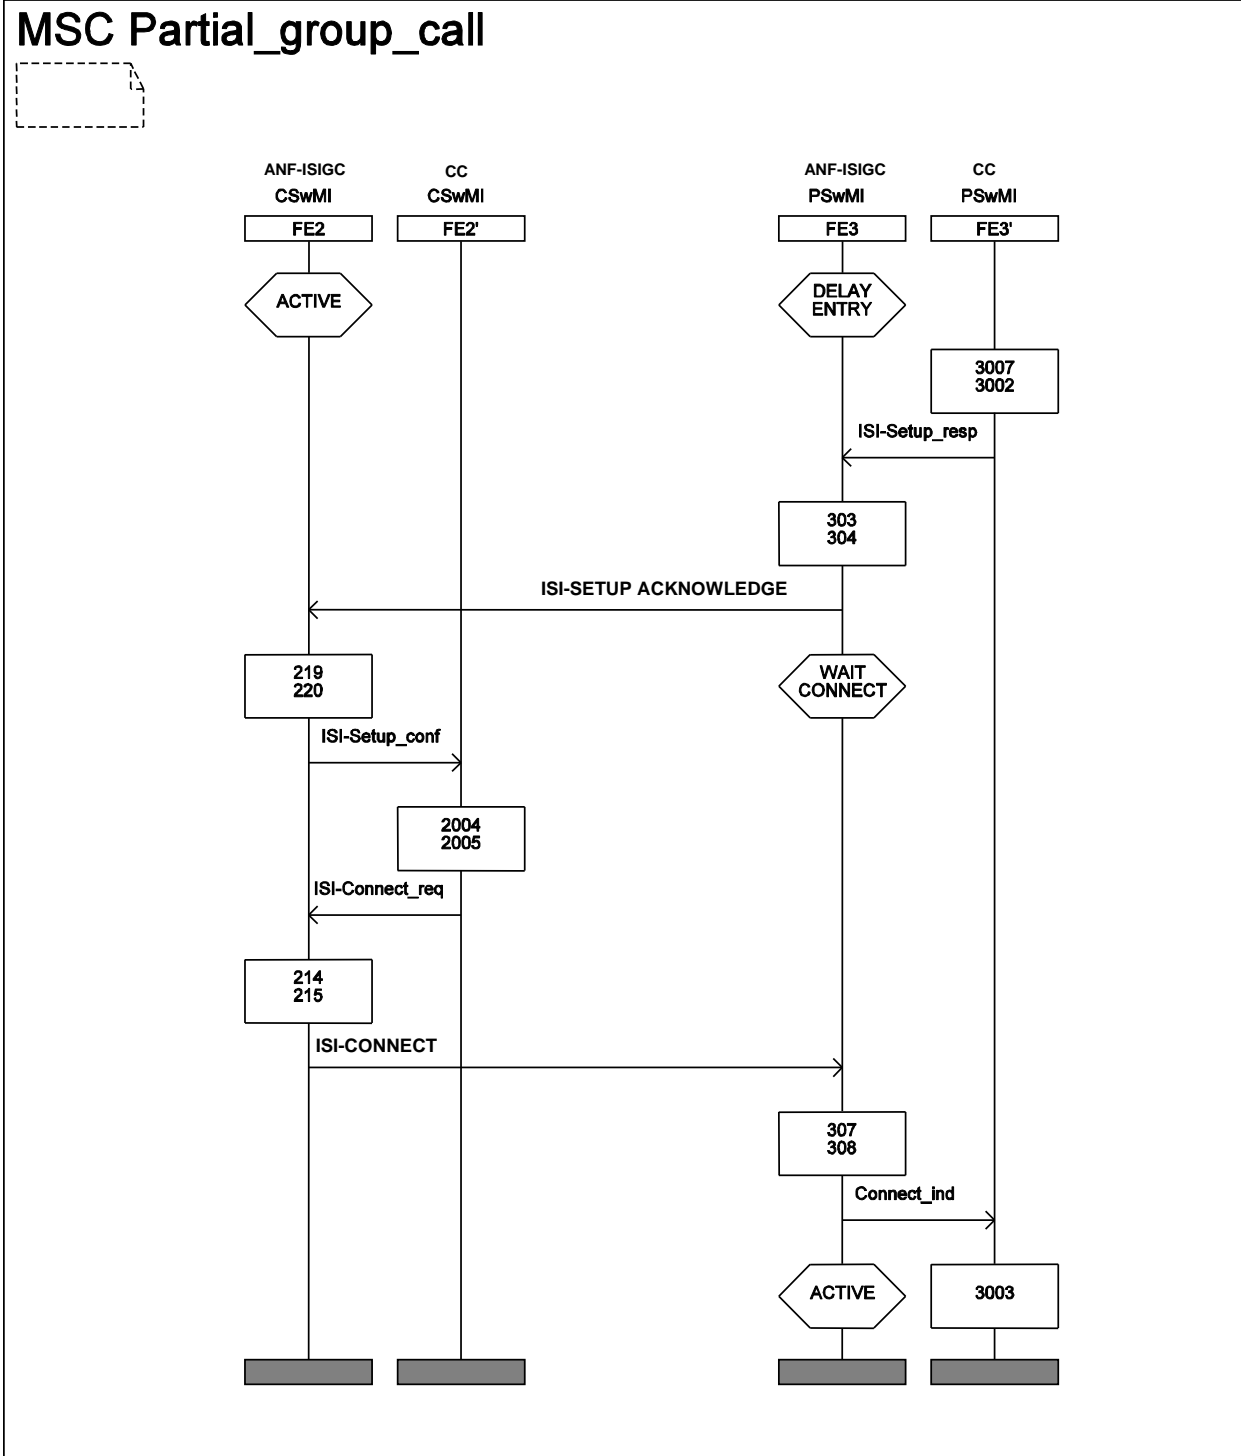 MSC Partial_group_call
ANF-ISIGC
CC
ANF-ISIGC
CC
CSwMI
CSwMI
PSwMI
PSwMI
FE2
FE2'
FE3
FE3'
ACTIVE
DELAY
ENTRY
3007
3002
ISI-Setup_resp
303
304
ISI-SETUP ACKNOWLEDGE
219
220
WAIT
CONNECT
ISI-Setup_conf
2004
2005
ISI-Connect_req
214
215
ISI-CONNECT
307
308
Connect_ind
ACTIVE
3003